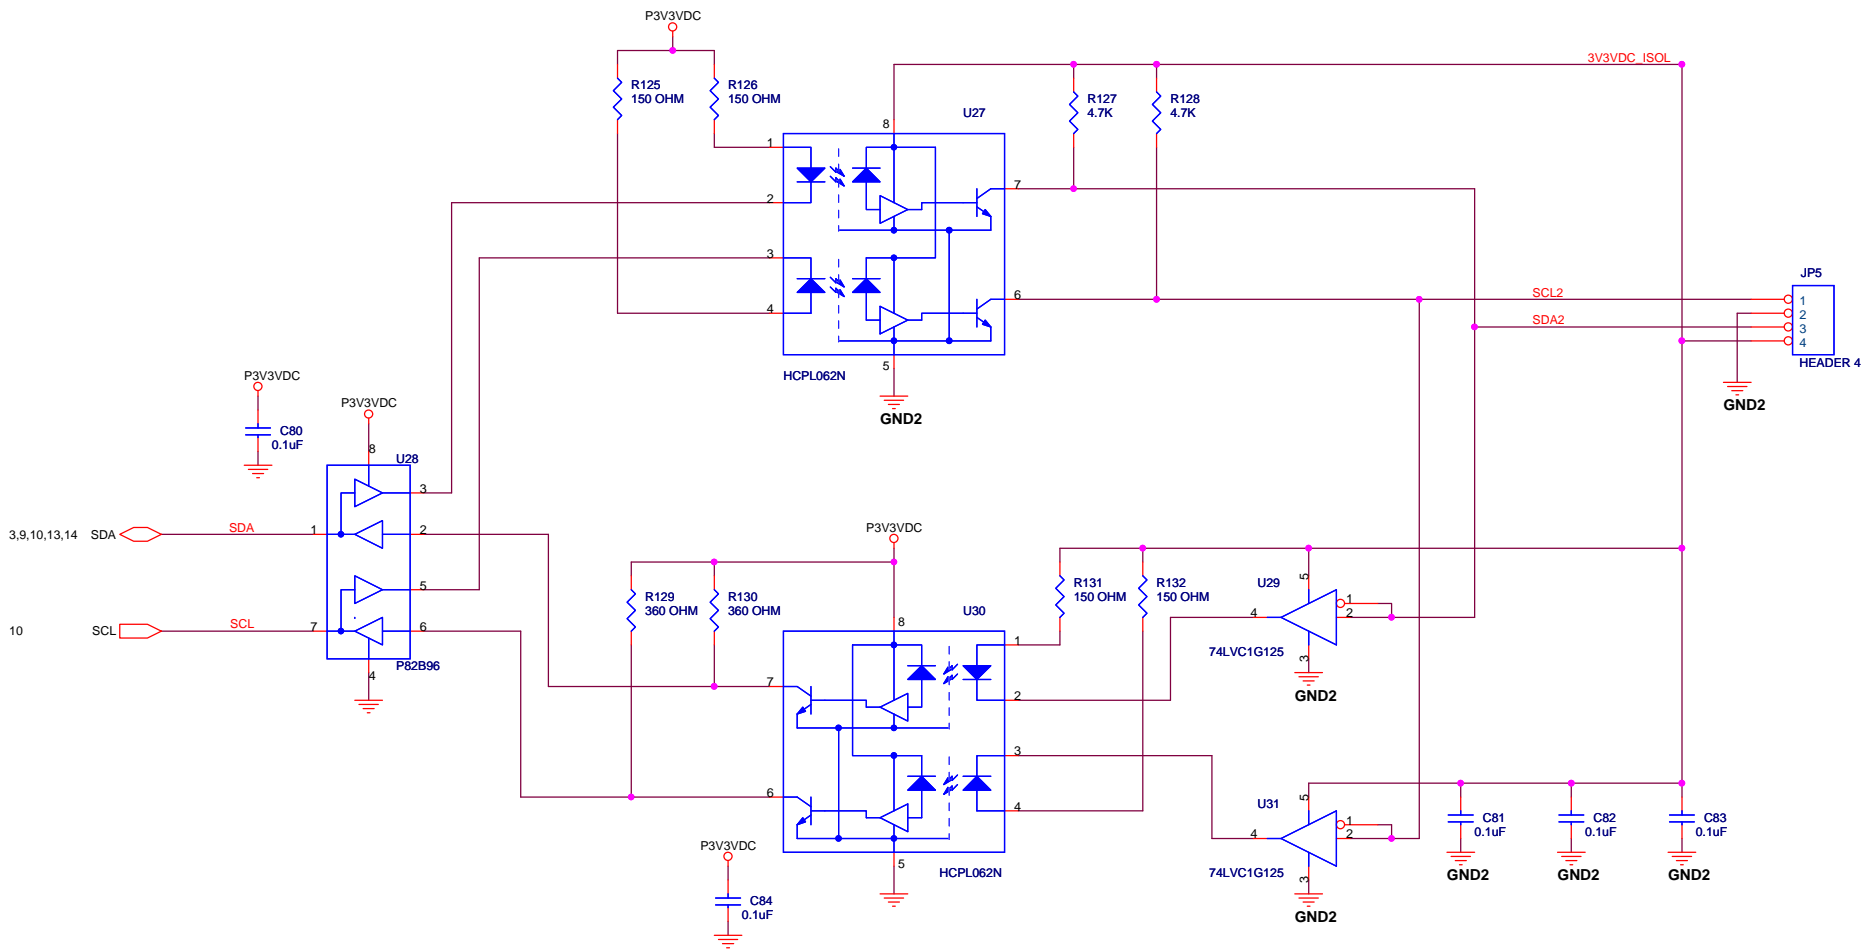 P3V3VDC
3V3VDC_ISOL
R125
150 OHM
R126
150 OHM
R127
4.7K
R128
4.7K
U27
8
1
2
3
4
7
6
5
HCPL062N
GND2
SCL2
SDA2
JP5
1
2
3
4
HEADER 4
GND2
P3V3VDC
C80
0.1uF
P3V3VDC
8
U28
3
2
5
6
1
7
4
P82B96
3,9,10,13,14 SDA
SDA
10 SCL
SCL
P3V3VDC
R129
360 OHM
R130
360 OHM
U30
8
7
6
1
2
3
4
5
HCPL062N
R131
150 OHM
R132
150 OHM
U29
5
1
2
4
3
74LVC1G125
GND2
U31
5
1
2
4
3
74LVC1G125
GND2
C81
0.1uF
GND2
C82
0.1uF
GND2
C83
0.1uF
GND2
P3V3VDC
C84
0.1uF